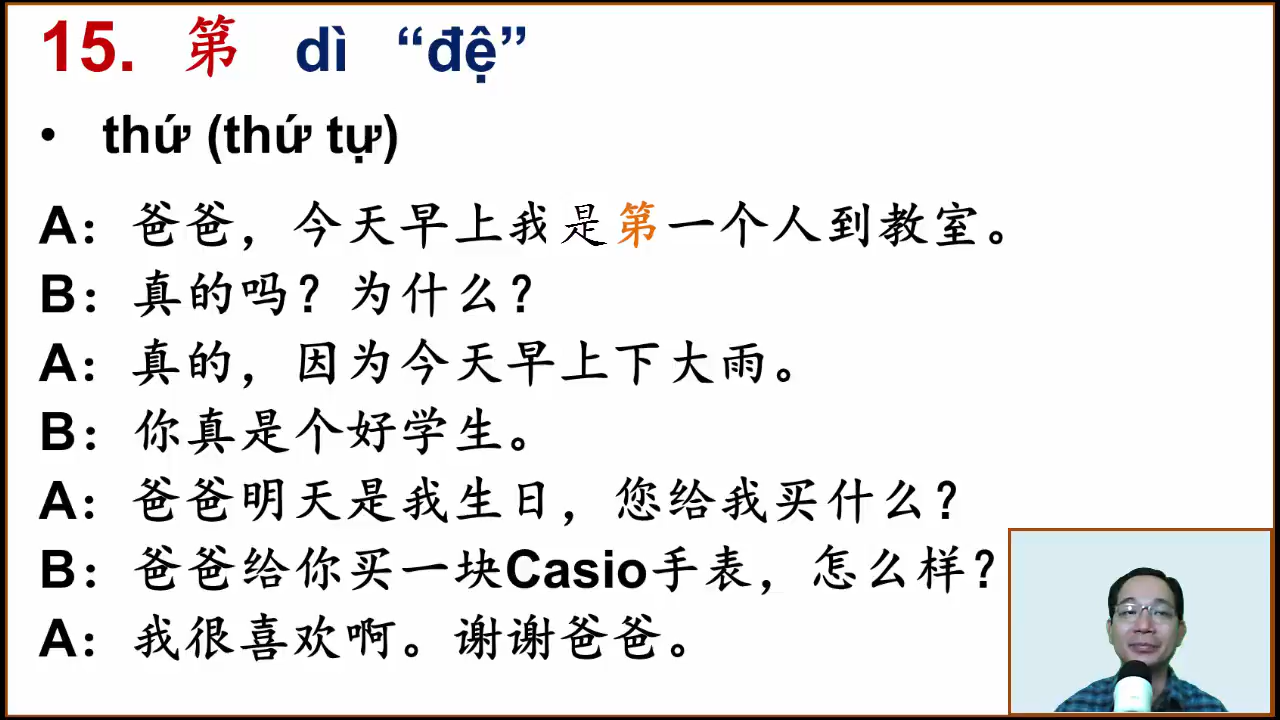 15. 第 dì “đệ”
• thứ (thứ tự)
A：爸爸，今天早上我是第一个人到教室。
B：真的吗？为什么？
A：真的，因为今天早上下大雨。
B：你真是个好学生。
A：爸爸明天是我生日，您给我买什么？
B：爸爸给你买一块Casio手表，怎么样？
A：我很喜欢啊。谢谢爸爸。